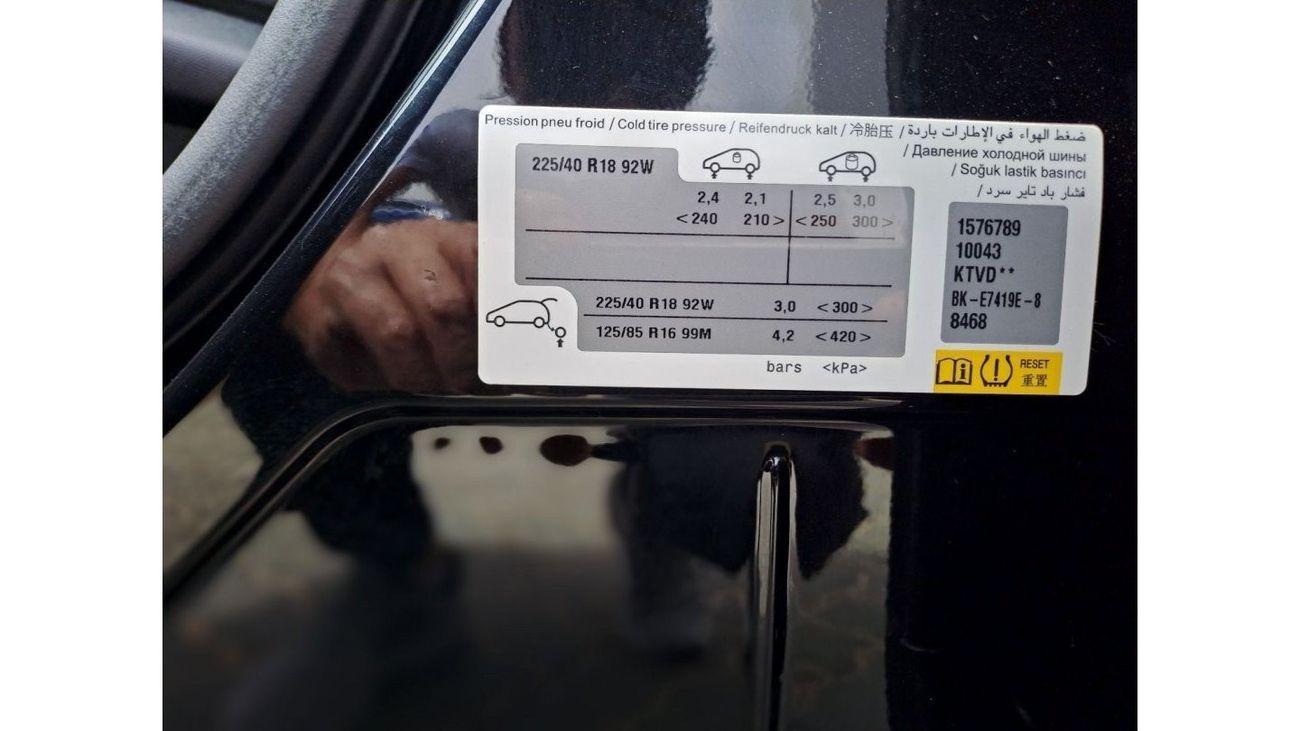 Pression pneu froid / Cold tire pressure / Reifendruck kalt / 冷胎压 / ضغط الهواء في الإطارات باردة
/ Давление холодной шины
/ Soğuk lastik basıncı
/ فشار باد تایر سرد
225/40 R18 92W
2,4 2,1 2,5 3,0
<240 210> <250 300>
225/40 R18 92W 3,0 <300>
125/85 R16 99M 4,2 <420>
bars <kPa>
1576789
10043
KTVD**
BK-E7419E-8
8468
RESET
重置